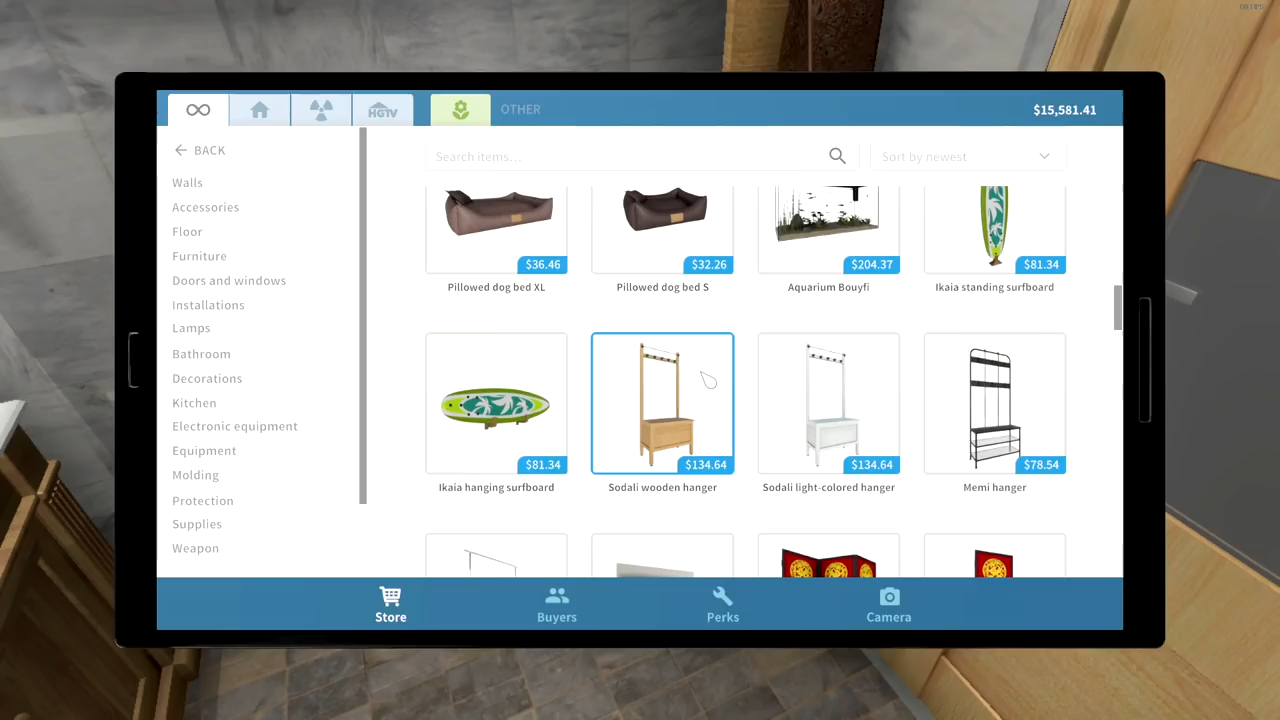 HGTV
OTHER
$15,581.41
BACK
Search items...
Sort by newest
Walls
Accessories
Floor
Furniture
Doors and windows
Installations
Lamps
Bathroom
Decorations
Kitchen
Electronic equipment
Equipment
Molding
Protection
Supplies
Weapon
$36.46
$32.26
$204.37
$81.34
Pillowed dog bed XL
Pillowed dog bed S
Aquarium Bouyfi
Ikaia standing surfboard
$81.34
$134.64
$134.64
$78.54
Ikaia hanging surfboard
Sodali wooden hanger
Sodali light-colored hanger
Memi hanger
Store
Buyers
Perks
Camera